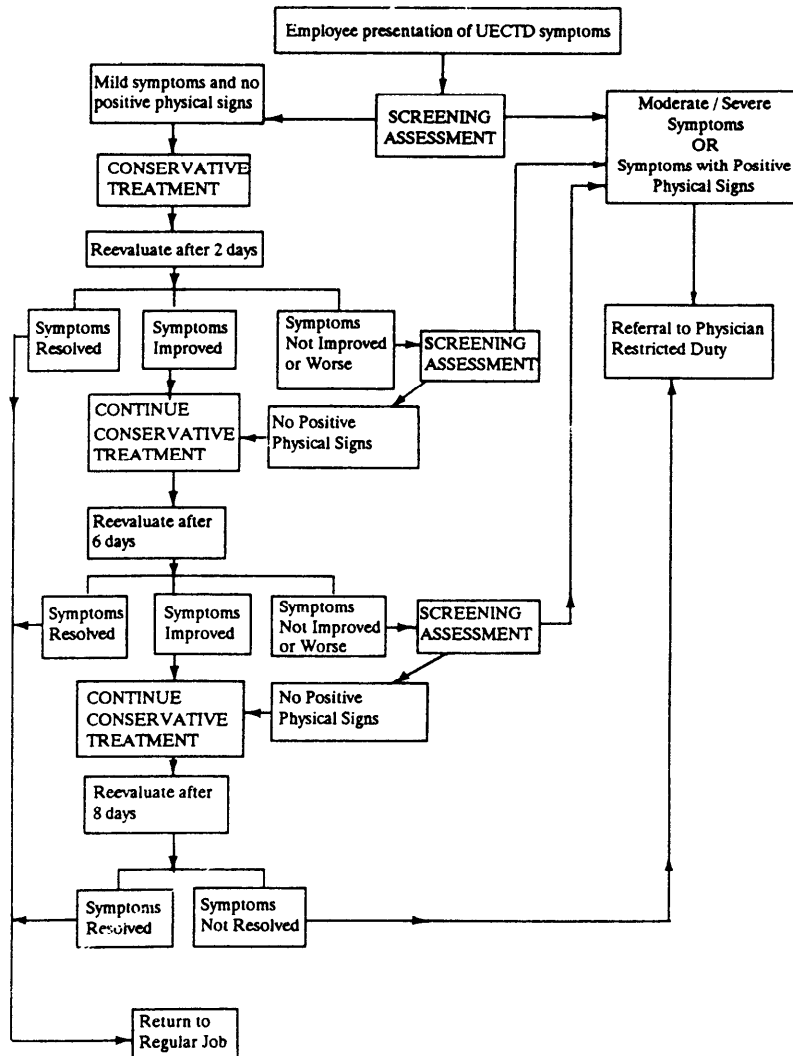 Employee presentation of UECTD symptoms
Mild symptoms and no
positive physical signs
SCREENING
ASSESSMENT
Moderate / Severe
Symptoms
OR
Symptoms with Positive
Physical Signs
CONSERVATIVE
TREATMENT
Reevaluate after 2 days
Symptoms
Resolved
Symptoms
Improved
Symptoms
Not Improved
or Worse
SCREENING
ASSESSMENT
Referral to Physician
Restricted Duty
CONTINUE
CONSERVATIVE
TREATMENT
No Positive
Physical Signs
Reevaluate after
6 days
Symptoms
Resolved
Symptoms
Improved
Symptoms
Not Improved
or Worse
SCREENING
ASSESSMENT
CONTINUE
CONSERVATIVE
TREATMENT
No Positive
Physical Signs
Reevaluate after
8 days
Symptoms
Resolved
Symptoms
Not Resolved
Return to
Regular Job